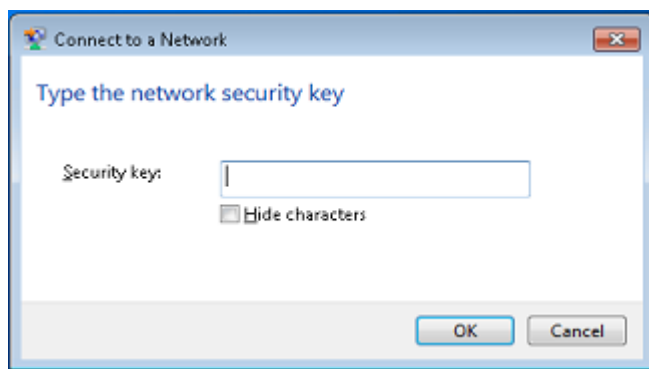 Connect to a Network
Type the network security key
Security key:
Hide characters
OK Cancel